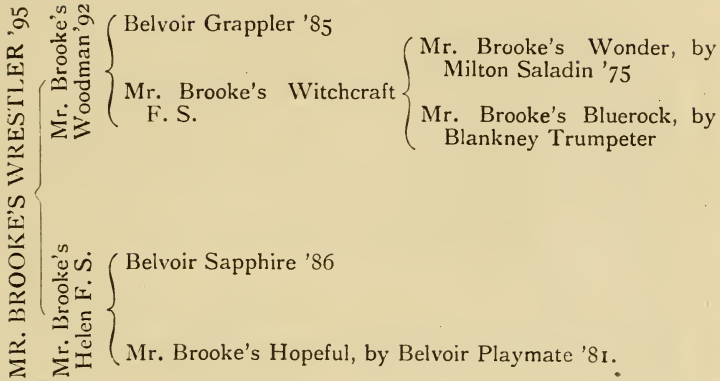 MR. BROOKE'S WRESTLER '95
Mr. Brooke's
Woodman '92
Belvoir Grappler '85
Mr. Brooke's Witchcraft
F. S.
Mr. Brooke's Wonder, by
Milton Saladin '75
Mr. Brooke's Bluerock, by
Blankney Trumpeter
Mr. Brooke's
Helen F. S.
Belvoir Sapphire '86
Mr. Brooke's Hopeful, by Belvoir Playmate '81.